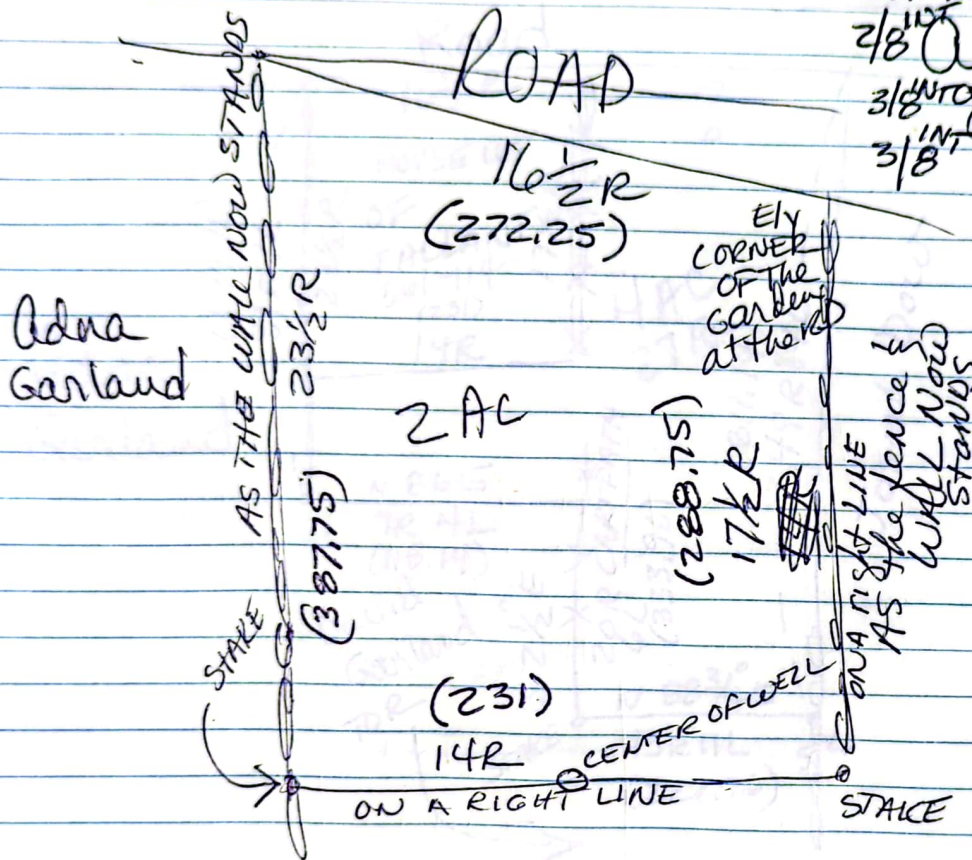 2/8 INT
3/8 INTO
3/8 INT
ROAD
16 1/2 R
(272.25)
AS THE WALL NOW STANDS
23 1/2 R
(387.75)
Adna
Garland
2 AC
Ely
CORNER
OF The
Garden
at the RD
(288.75)
17 1/2 R
ON A right LINE
AS the fence &
WALL NOW
Stands
STAKE
(231)
14R
CENTER OF WELL
ON A RIGHT LINE
STAKE